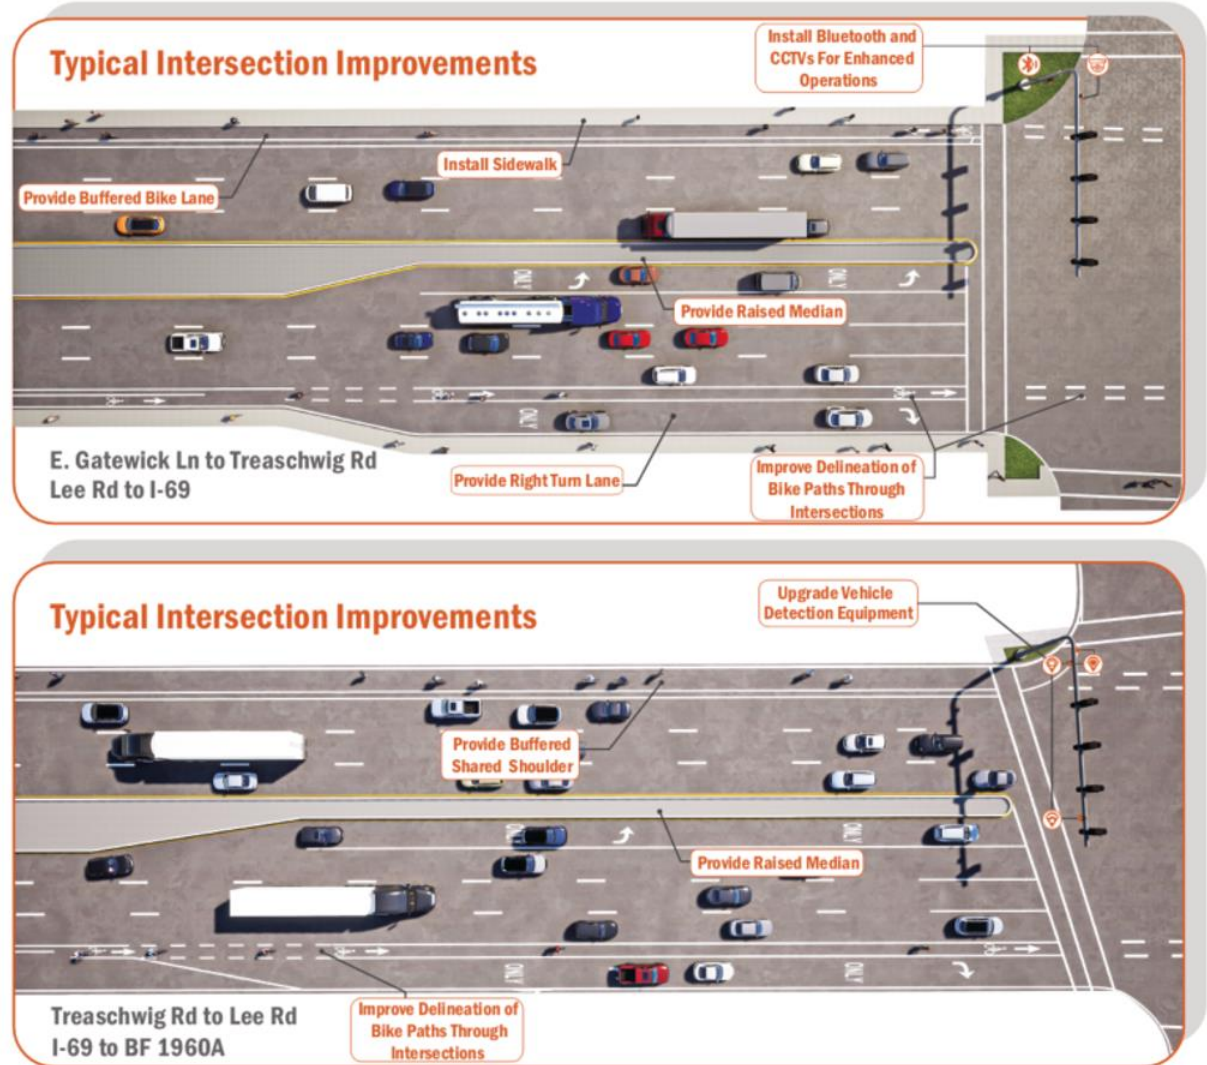 Typical Intersection Improvements
Install Bluetooth and
CCTVs For Enhanced
Operations
Install Sidewalk
Provide Buffered Bike Lane
ONLY
ONLY
Provide Raised Median
ONLY
Provide Right Turn Lane
Improve Delineation of
Bike Paths Through
Intersections
E. Gatewick Ln to Treaschwig Rd
Lee Rd to I-69
Typical Intersection Improvements
Upgrade Vehicle
Detection Equipment
Provide Buffered
Shared Shoulder
ONLY
ONLY
Provide Raised Median
ONLY
ONLY
Improve Delineation of
Bike Paths Through
Intersections
Treaschwig Rd to Lee Rd
I-69 to BF 1960A